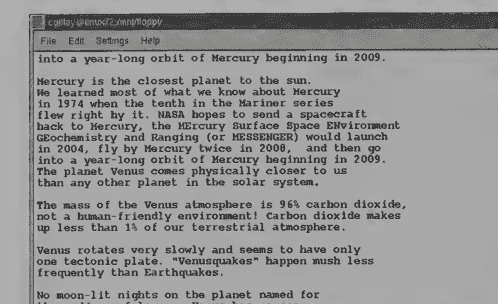 File Edit Settings Help
into a year-long orbit of Mercury beginning in 2009.
Mercury is the closest planet to the sun.
We learned most of what we know about Mercury
in 1974 when the tenth in the Mariner series
flew right by it. NASA hopes to send a spacecraft
back to Mercury, the MErcury Surface Space ENvironment
GEochemistry and Ranging (or MESSENGER) would launch
in 2004, fly by Mercury twice in 2008, and then go
into a year-long orbit of Mercury beginning in 2009.
The planet Venus comes physically closer to us
than any other planet in the solar system.
The mass of the Venus atmosphere is 96% carbon dioxide,
not a human-friendly environment! Carbon dioxide makes
up less than 1% of our terrestrial atmosphere.
Venus rotates very slowly and seems to have only
one tectonic plate. "Venusquakes" happen mush less
frequently than Earthquakes.
No moon-lit nights on the planet named for